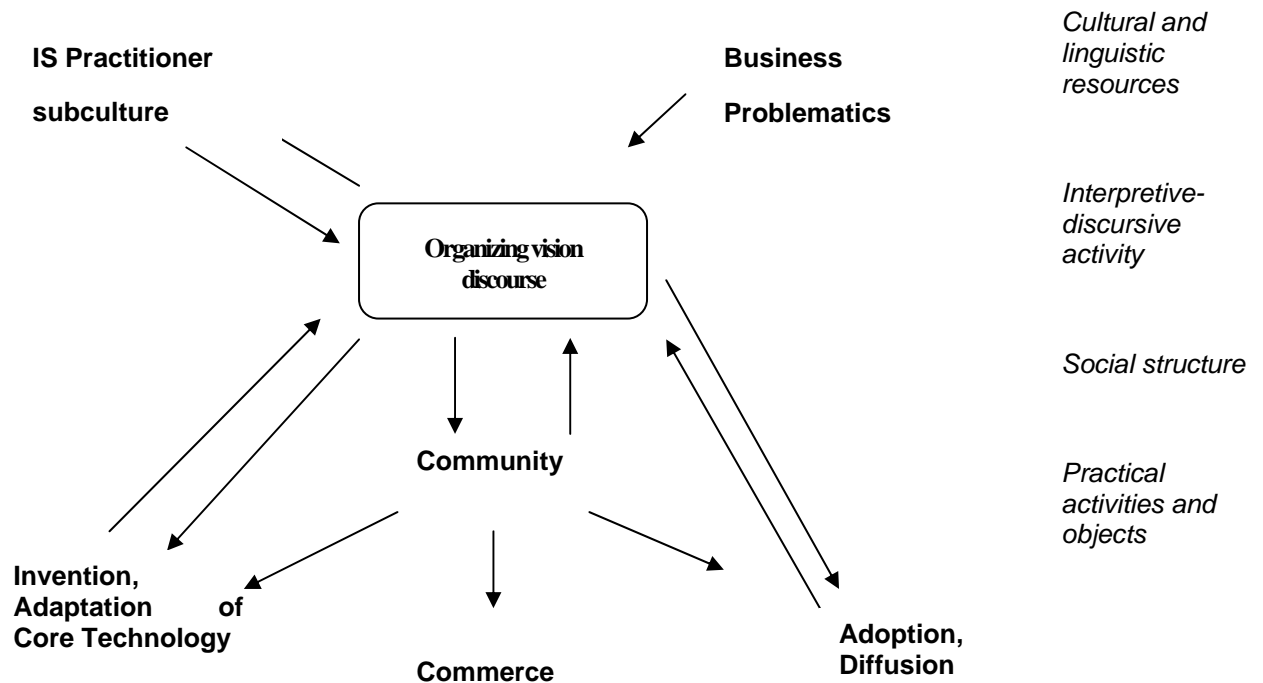 IS Practitioner
subculture
Business
Problematics
Cultural and
linguistic
resources
Organizing vision
discourse
Interpretive-
discursive
activity
Social structure
Community
Practical
activities and
objects
Invention,
Adaptation of
Core Technology
Commerce
Adoption,
Diffusion